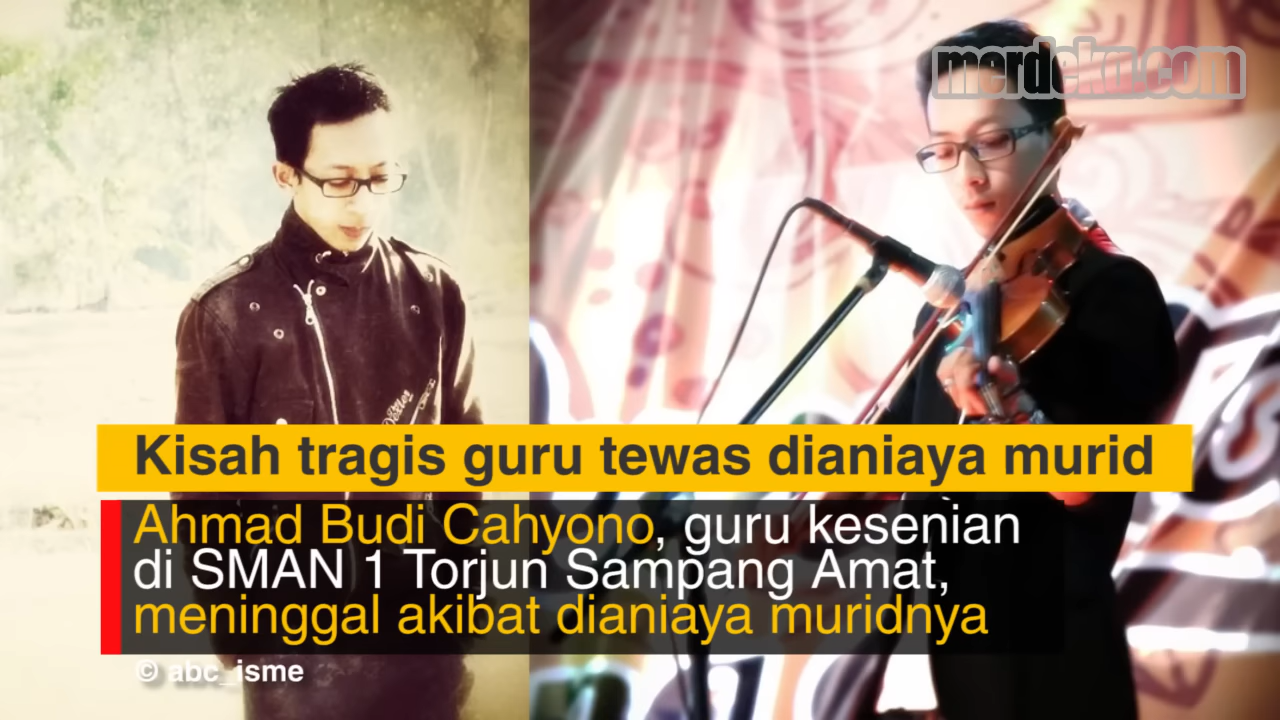 merdeka.com
Kisah tragis guru tewas dianiaya murid
Ahmad Budi Cahyono, guru kesenian
di SMAN 1 Torjun Sampang Amat,
meninggal akibat dianiaya muridnya
© abc_isme